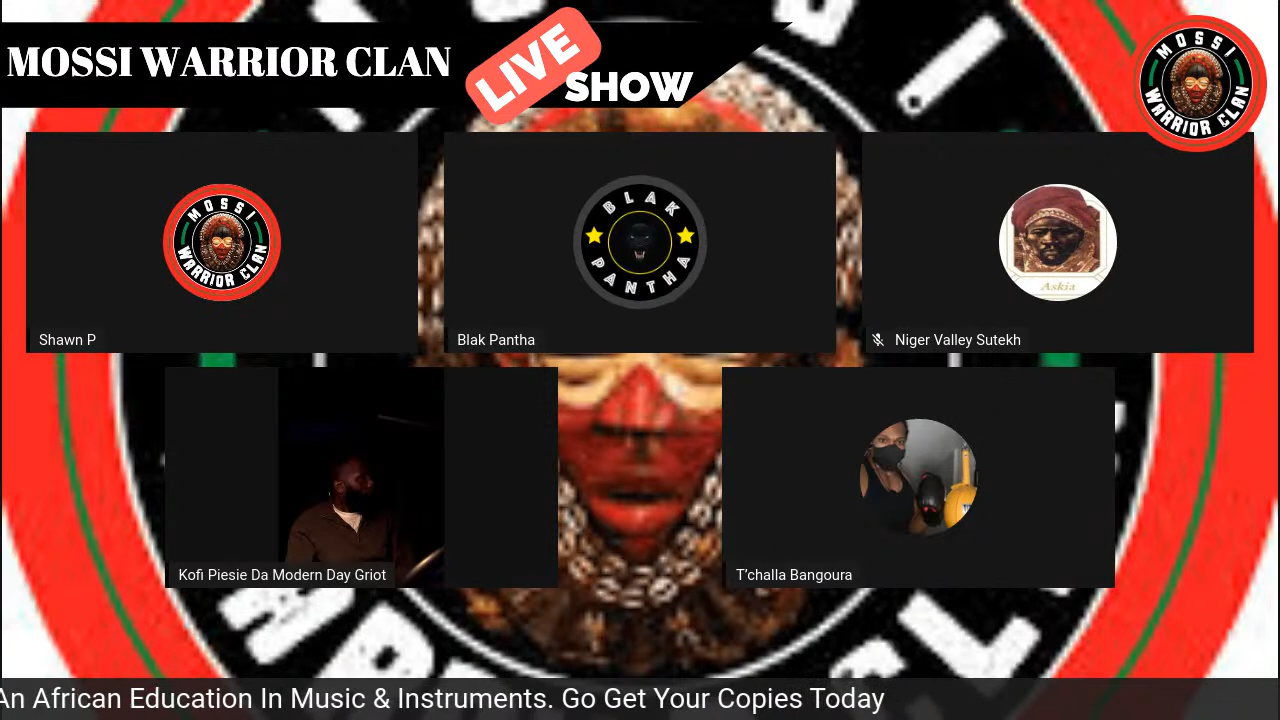 MOSSI WARRIOR CLAN
LIVE
SHOW
MOSSI
WARRIOR CLAN
MOSSI
WARRIOR CLAN
Shawn P
BLAK
PANTHA
Blak Pantha
Askia
Niger Valley Sutekh
Kofi Piesie Da Modern Day Griot
T'challa Bangoura
An African Education In Music & Instruments. Go Get Your Copies Today